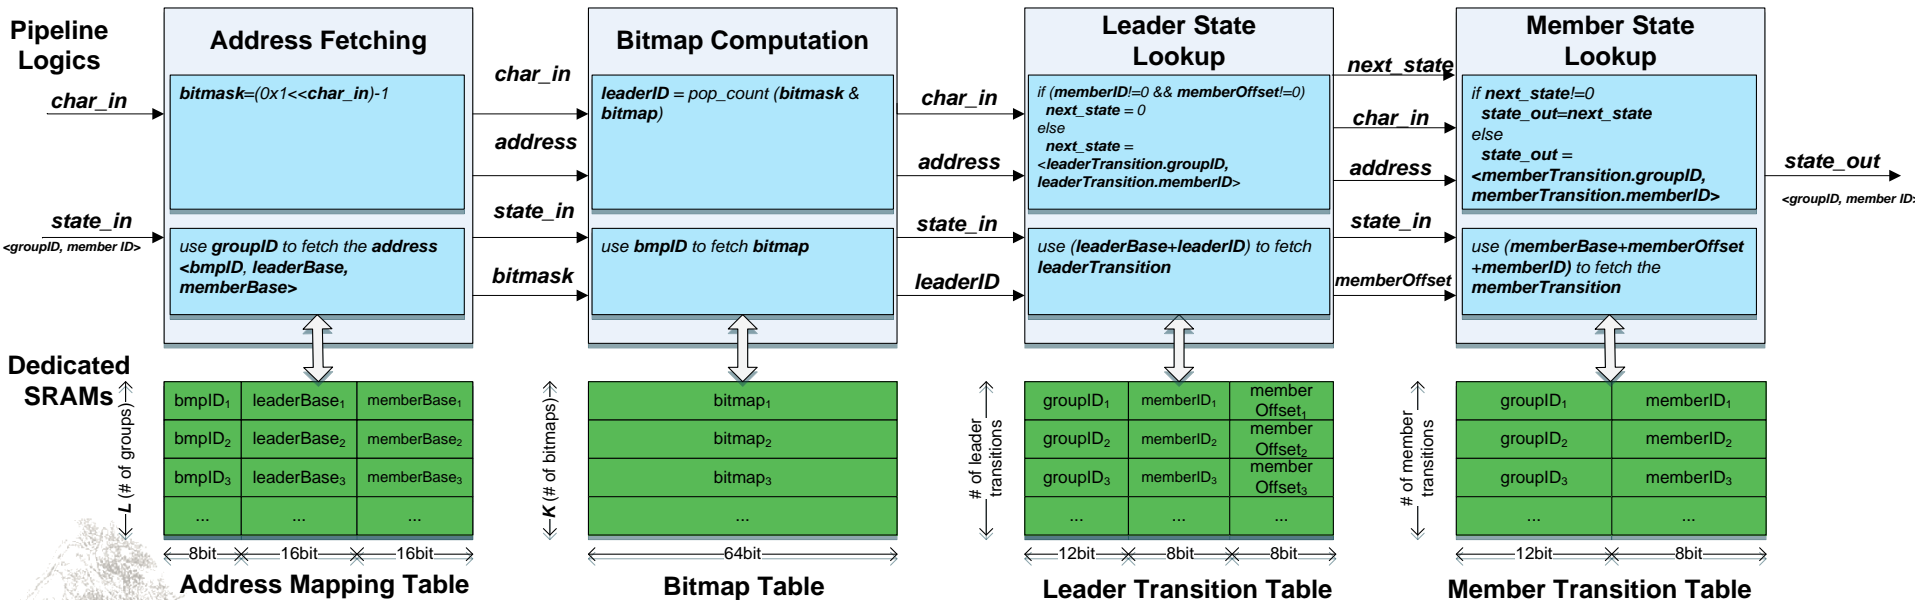 Pipeline
Logics
char_in
state_in
<groupID, member ID>
Address Fetching
bitmask=(0x1<<char_in)-1
use groupID to fetch the address
<bmpID, leaderBase,
memberBase>
char_in
address
state_in
bitmask
Bitmap Computation
leaderID = pop_count (bitmask &
bitmap)
use bmpID to fetch bitmap
char_in
address
state_in
leaderID
Leader State
Lookup
if (memberID!=0 && memberOffset!=0)
next_state = 0
else
next_state =
<leaderTransition.groupID,
leaderTransition.memberID>
use (leaderBase+leaderID) to fetch
leaderTransition
next_state
char_in
address
state_in
memberOffset
Member State
Lookup
if next_state!=0
state_out=next_state
else
state_out =
<memberTransition.groupID,
memberTransition.memberID>
use (memberBase+memberOffset
+memberID) to fetch the
memberTransition
state_out
<groupID, member ID>
Dedicated
SRAMs
L (# of groups)
bmpID1 leaderBase1 memberBase1
bmpID2 leaderBase2 memberBase2
bmpID3 leaderBase3 memberBase3
... ... ...
8bit 16bit 16bit
Address Mapping Table
K (# of bitmaps)
bitmap1
bitmap2
bitmap3
...
64bit
Bitmap Table
# of leader
transitions
groupID1 memberID1 member
Offset1
groupID2 memberID2 member
Offset2
groupID3 memberID3 member
Offset3
... ... ...
12bit 8bit 8bit
Leader Transition Table
# of member
transitions
groupID1 memberID1
groupID2 memberID2
groupID3 memberID3
... ...
12bit 8bit
Member Transition Table